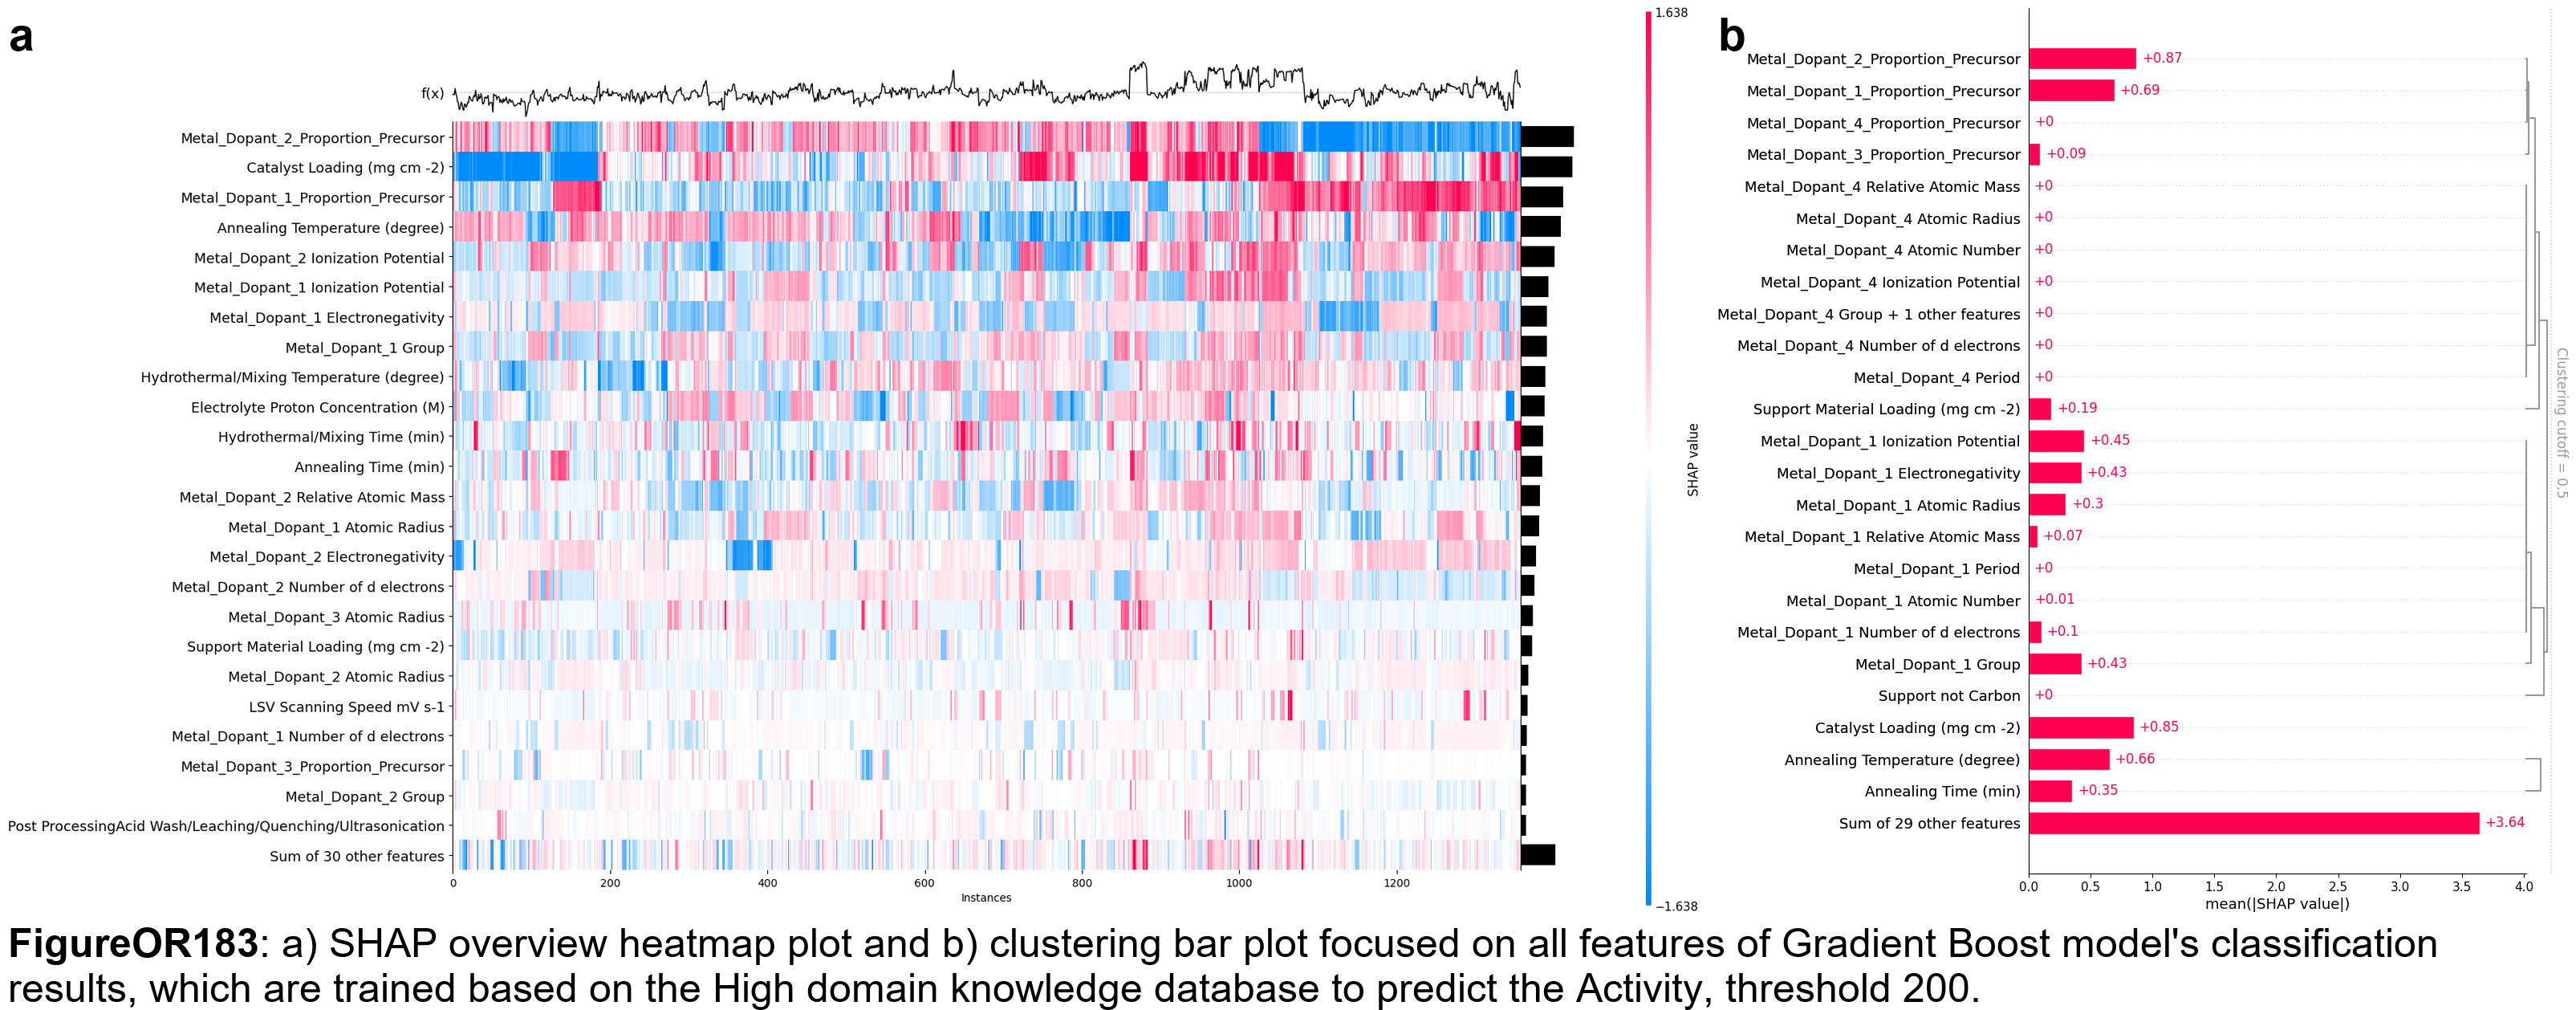 a
f(x)
Metal_Dopant_2_Proportion_Precursor
Catalyst Loading (mg cm -2)
Metal_Dopant_1_Proportion_Precursor
Annealing Temperature (degree)
Metal_Dopant_2 Ionization Potential
Metal_Dopant_1 Ionization Potential
Metal_Dopant_1 Electronegativity
Metal_Dopant_1 Group
Hydrothermal/Mixing Temperature (degree)
Electrolyte Proton Concentration (M)
Hydrothermal/Mixing Time (min)
Annealing Time (min)
Metal_Dopant_2 Relative Atomic Mass
Metal_Dopant_1 Atomic Radius
Metal_Dopant_2 Electronegativity
Metal_Dopant_2 Number of d electrons
Metal_Dopant_3 Atomic Radius
Support Material Loading (mg cm -2)
Metal_Dopant_2 Atomic Radius
LSV Scanning Speed mV s-1
Metal_Dopant_1 Number of d electrons
Metal_Dopant_3_Proportion_Precursor
Metal_Dopant_2 Group
Post ProcessingAcid Wash/Leaching/Quenching/Ultrasonication
Sum of 30 other features
0 200 400 600 800 1000 1200
Instances
1.638
SHAP value
−1.638
b
Metal_Dopant_2_Proportion_Precursor +0.87
Metal_Dopant_1_Proportion_Precursor +0.69
Metal_Dopant_4_Proportion_Precursor +0
Metal_Dopant_3_Proportion_Precursor +0.09
Metal_Dopant_4 Relative Atomic Mass +0
Metal_Dopant_4 Atomic Radius +0
Metal_Dopant_4 Atomic Number +0
Metal_Dopant_4 Ionization Potential +0
Metal_Dopant_4 Group + 1 other features +0
Metal_Dopant_4 Number of d electrons +0
Metal_Dopant_4 Period +0
Support Material Loading (mg cm -2) +0.19
Metal_Dopant_1 Ionization Potential +0.45
Metal_Dopant_1 Electronegativity +0.43
Metal_Dopant_1 Atomic Radius +0.3
Metal_Dopant_1 Relative Atomic Mass +0.07
Metal_Dopant_1 Period +0
Metal_Dopant_1 Atomic Number +0.01
Metal_Dopant_1 Number of d electrons +0.1
Metal_Dopant_1 Group +0.43
Support not Carbon +0
Catalyst Loading (mg cm -2) +0.85
Annealing Temperature (degree) +0.66
Annealing Time (min) +0.35
Sum of 29 other features +3.64
0.0 0.5 1.0 1.5 2.0 2.5 3.0 3.5 4.0
mean(|SHAP value|)
Clustering cutoff = 0.5
FigureOR183: a) SHAP overview heatmap plot and b) clustering bar plot focused on all features of Gradient Boost model's classification
results, which are trained based on the High domain knowledge database to predict the Activity, threshold 200.